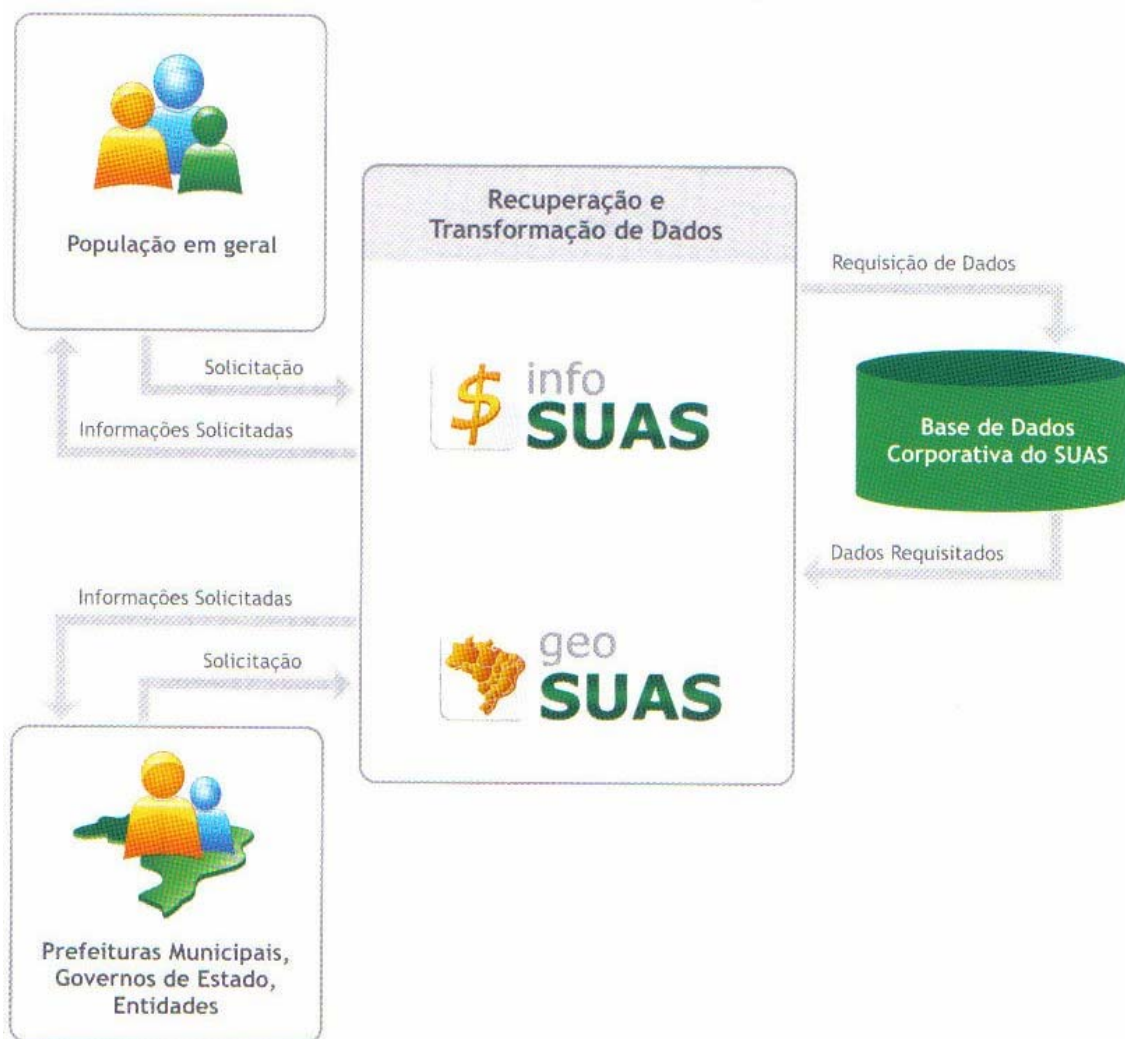 População em geral
Solicitação
Informações Solicitadas
Recuperação e
Transformação de Dados
$ info
SUAS
geo
SUAS
Requisição de Dados
Base de Dados
Corporativa do SUAS
Dados Requisitados
Informações Solicitadas
Solicitação
Prefeituras Municipais,
Governos de Estado,
Entidades